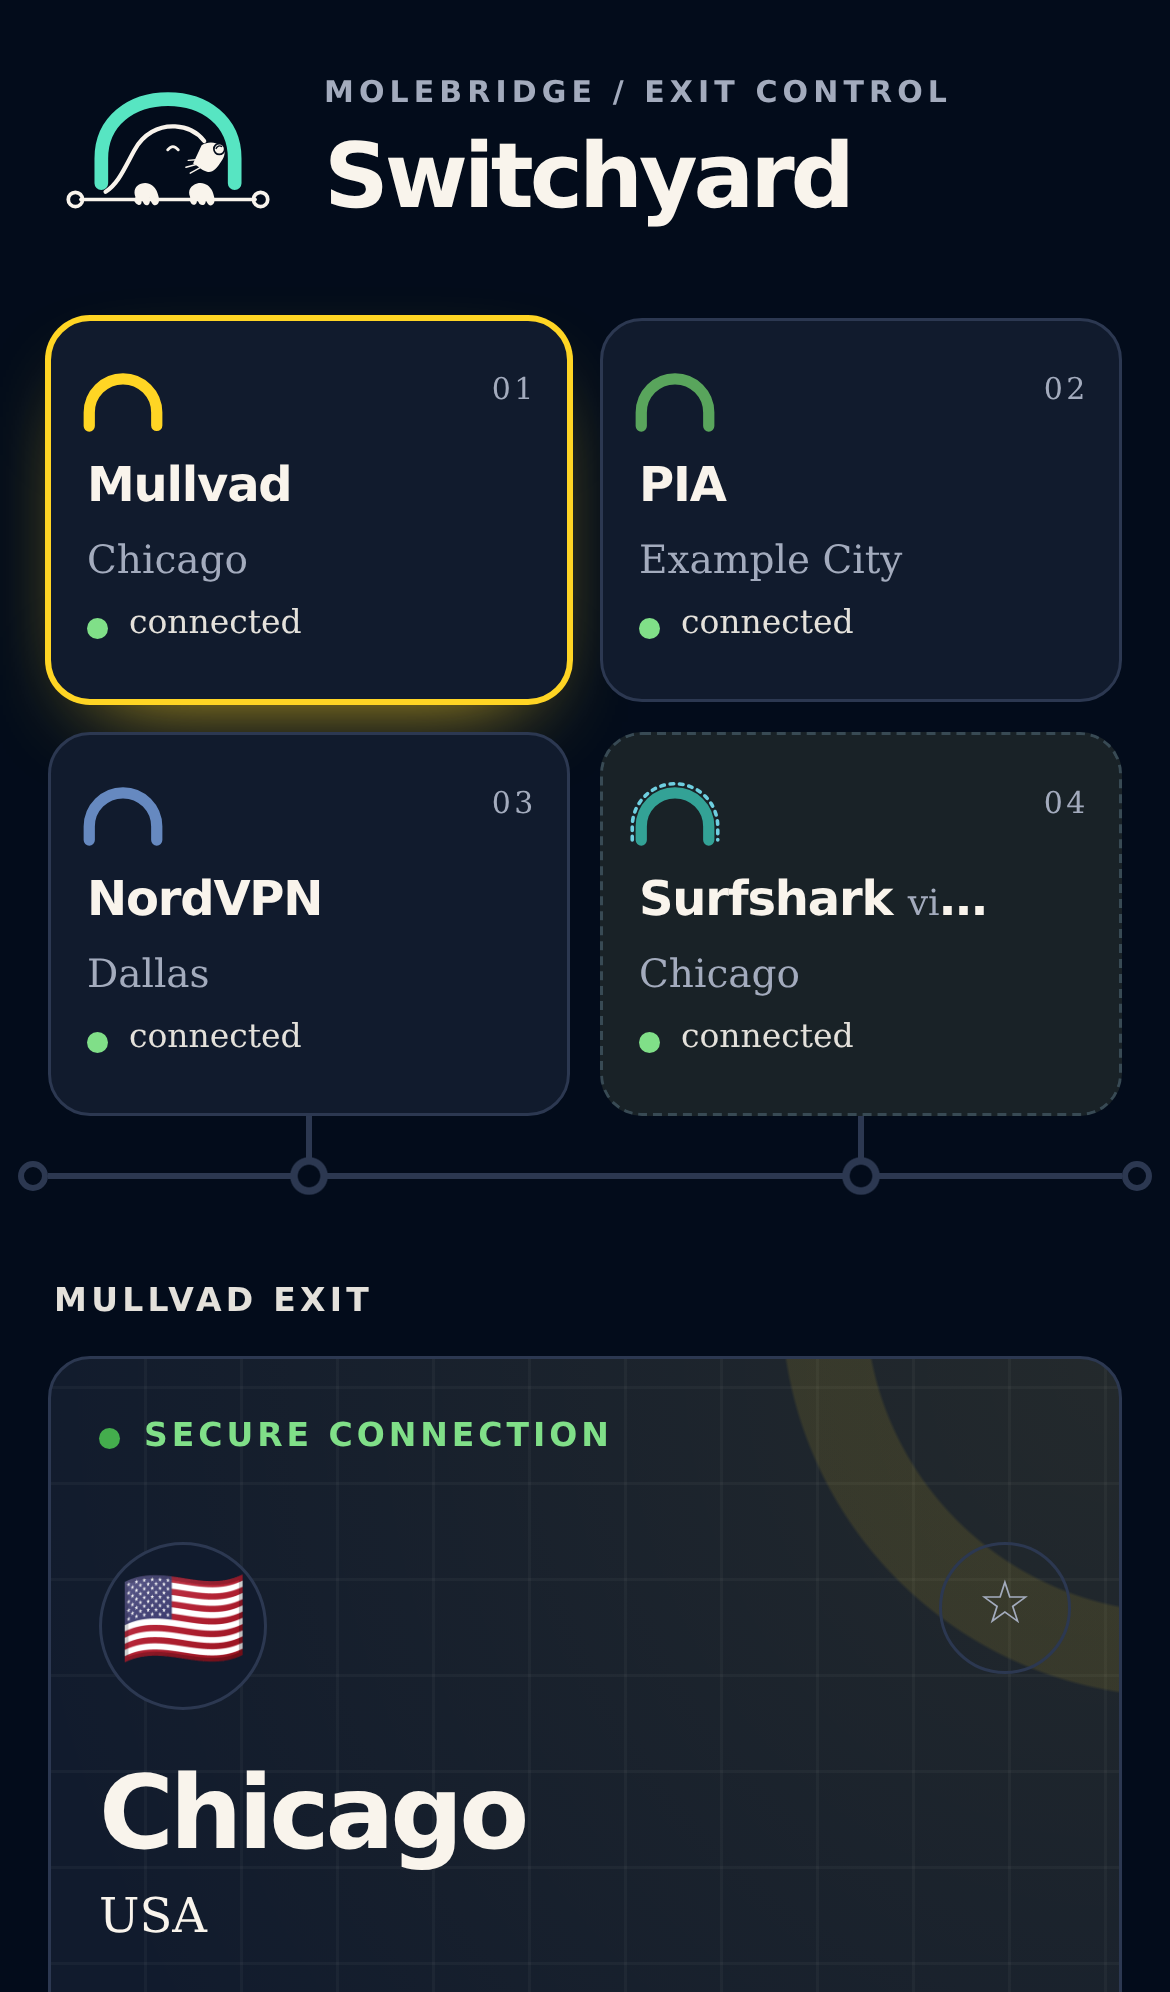 MOLEBRIDGE / EXIT CONTROL
Switchyard
01
Mullvad
Chicago
connected
02
PIA
Example City
connected
03
NordVPN
Dallas
connected
04
Surfshark vi...
Chicago
connected
MULLVAD EXIT
SECURE CONNECTION
Chicago
USA